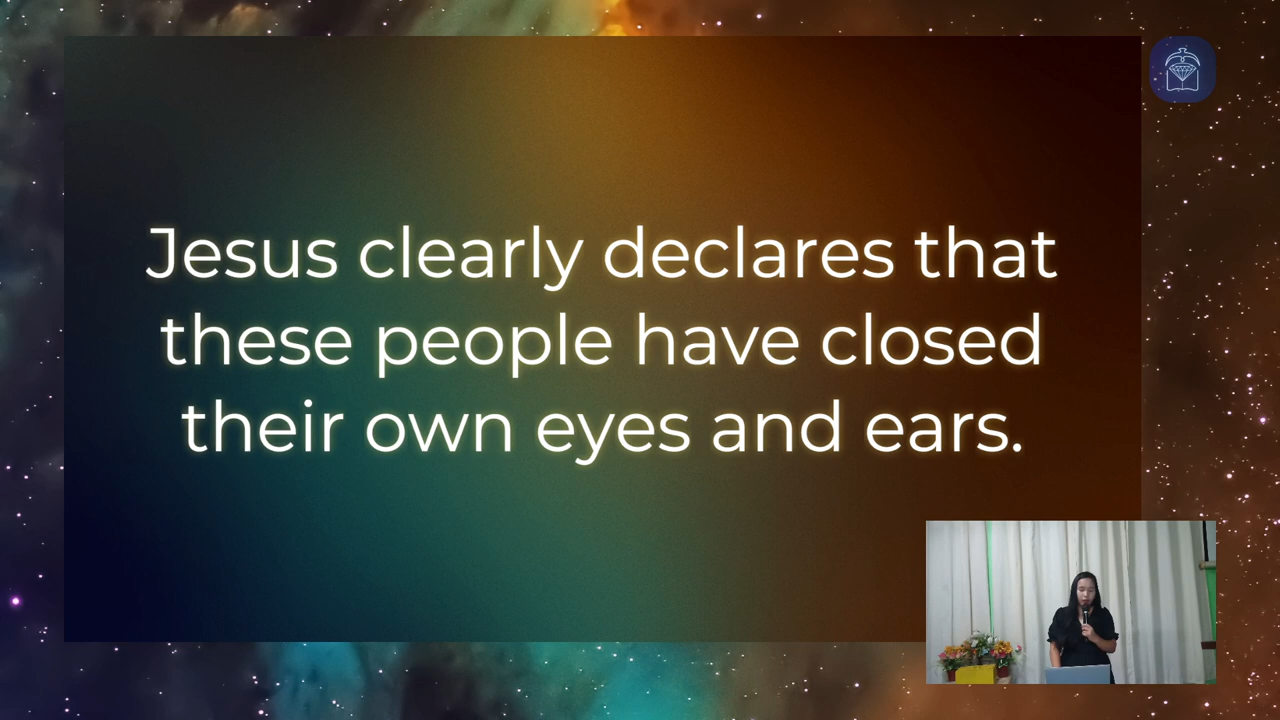 Jesus clearly declares that
these people have closed
their own eyes and ears.